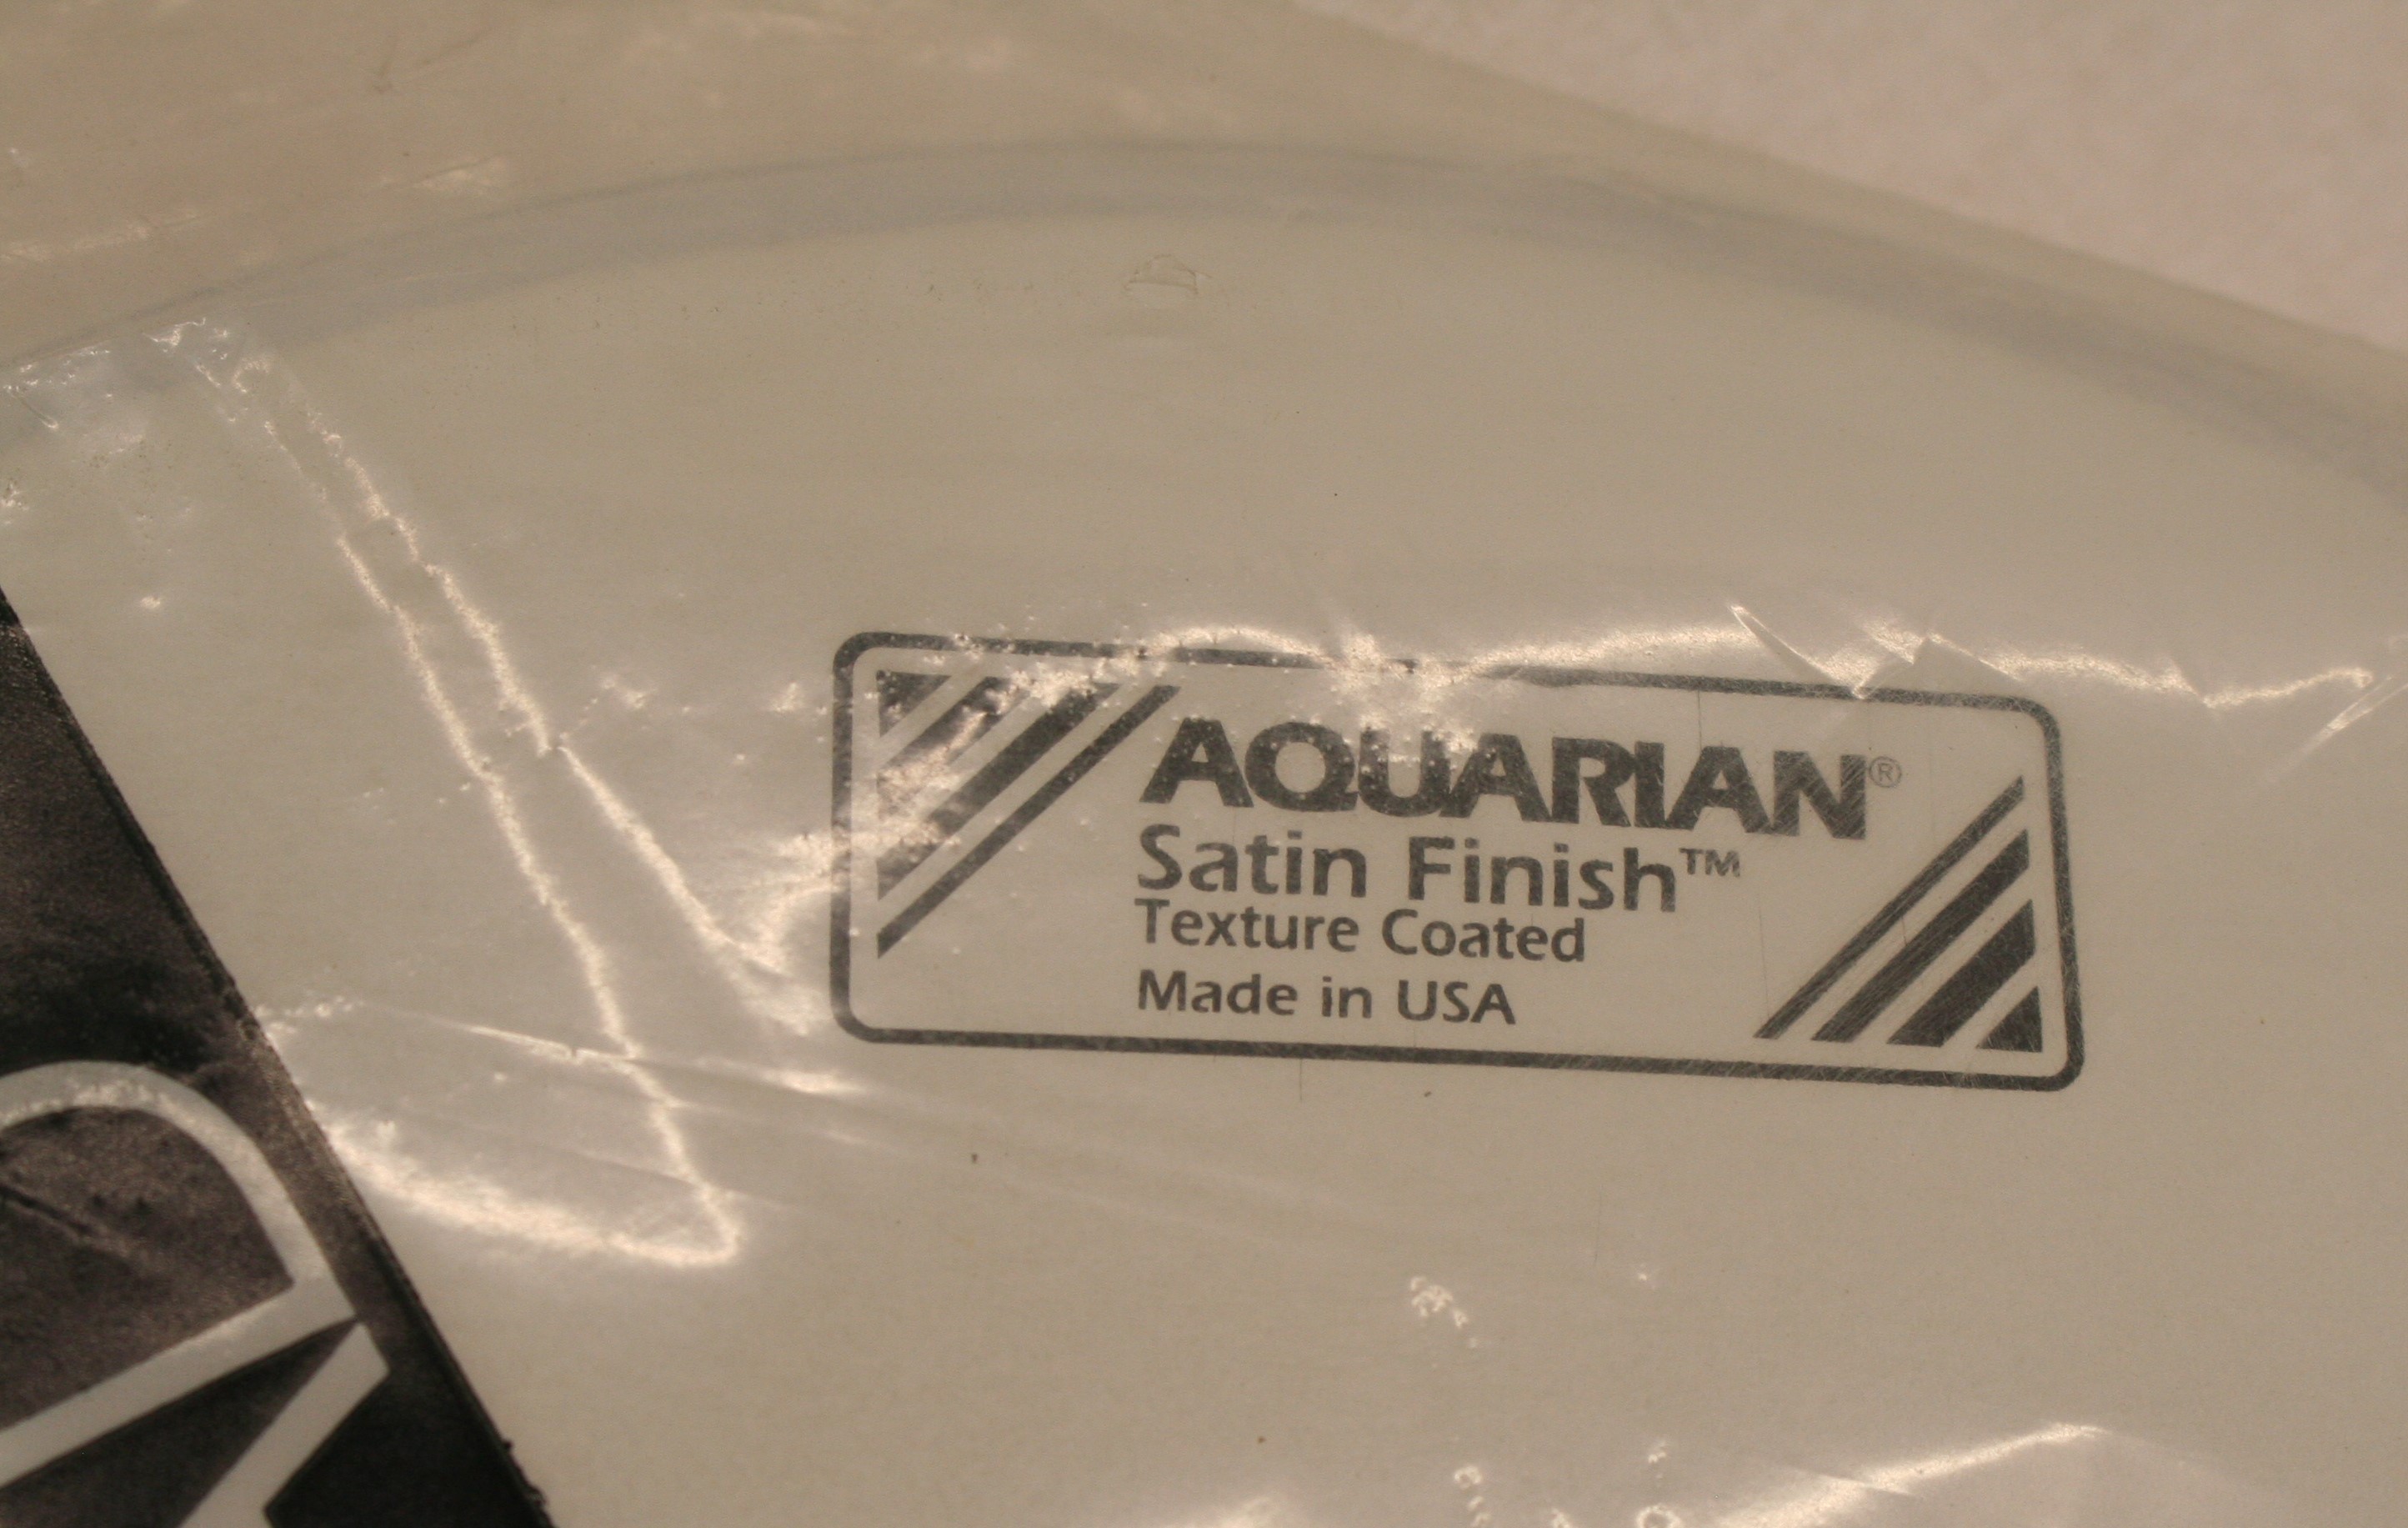 AQUARIAN®
Satin Finish™
Texture Coated
Made in USA